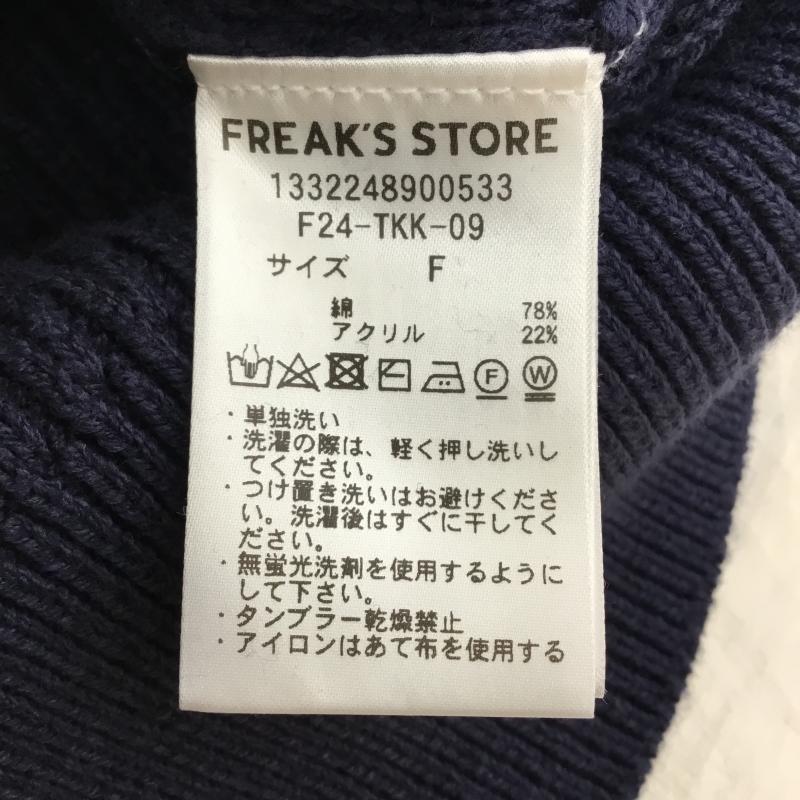 FREAK'S STORE
1332248900533
F24-TKK-09
サイズ F
綿 78%
アクリル 22%
F W
・単独洗い
・洗濯の際は、軽く押し洗いし
てください。
・つけ置き洗いはお避けくださ
い。洗濯後はすぐに干してく
ださい。
・無蛍光洗剤を使用するように
して下さい。
・タンブラー乾燥禁止
・アイロンはあて布を使用する